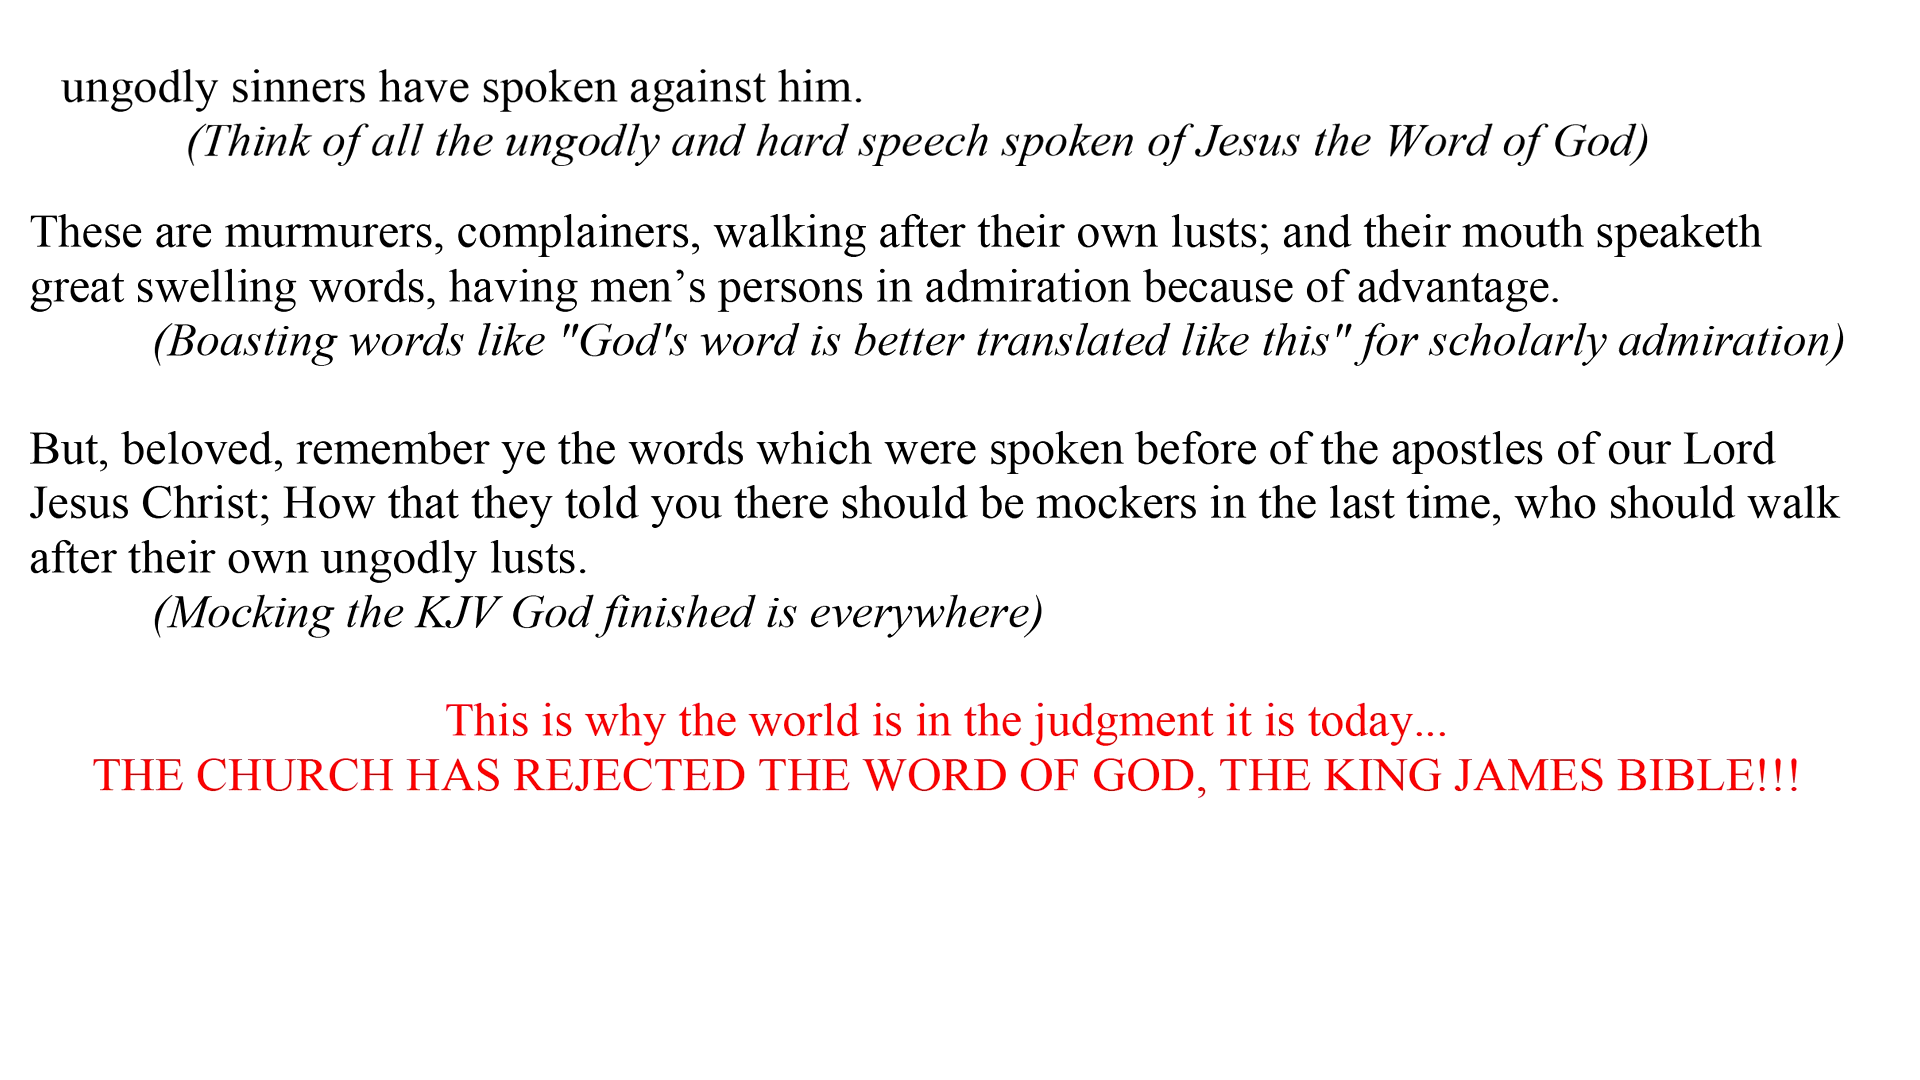 ungodly sinners have spoken against him.
(Think of all the ungodly and hard speech spoken of Jesus the Word of God)
These are murmurers, complainers, walking after their own lusts; and their mouth speaketh
great swelling words, having men’s persons in admiration because of advantage.
(Boasting words like "God's word is better translated like this" for scholarly admiration)
But, beloved, remember ye the words which were spoken before of the apostles of our Lord
Jesus Christ; How that they told you there should be mockers in the last time, who should walk
after their own ungodly lusts.
(Mocking the KJV God finished is everywhere)
This is why the world is in the judgment it is today...
THE CHURCH HAS REJECTED THE WORD OF GOD, THE KING JAMES BIBLE!!!